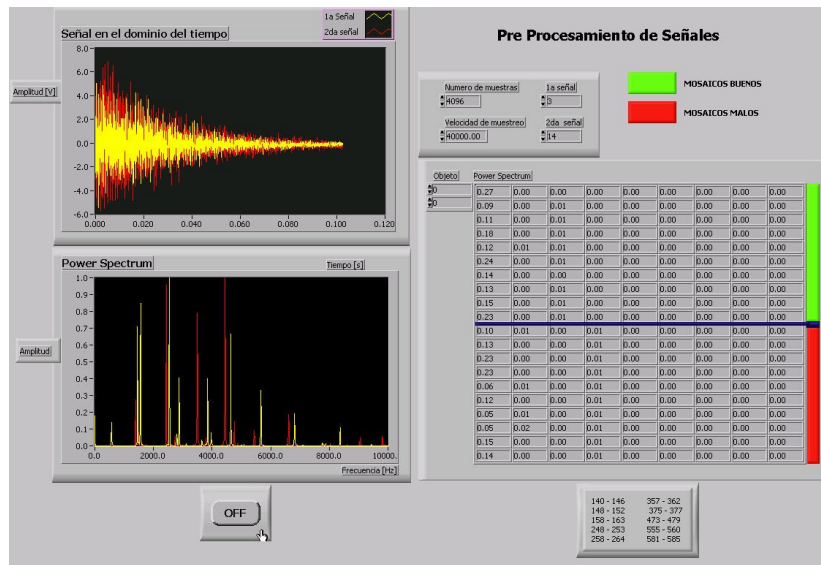 Señal en el dominio del tiempo
1a Señal
2da señal
Amplitud [V]
8.0
6.0
4.0
2.0
0.0
-2.0
-4.0
-6.0
0.000 0.020 0.040 0.060 0.080 0.100 0.120
Power Spectrum
Tiempo [s]
Amplitud
1.0
0.9
0.8
0.7
0.6
0.5
0.4
0.3
0.2
0.1
0.0
0.0 2000.0 4000.0 6000.0 8000.0 10000.
Frecuencia [Hz]
OFF
Pre Procesamiento de Señales
Numero de muestras
4096
1a señal
3
Velocidad de muestreo
40000.00
2da señal
14
MOSAICOS BUENOS
MOSAICOS MALOS
Objeto
0
0
Power Spectrum
0.27 0.00 0.00 0.00 0.00 0.00 0.00 0.00 0.00
0.09 0.00 0.01 0.00 0.00 0.00 0.00 0.00 0.00
0.11 0.00 0.01 0.00 0.00 0.00 0.00 0.00 0.00
0.18 0.00 0.01 0.00 0.00 0.00 0.00 0.00 0.00
0.12 0.01 0.01 0.00 0.00 0.00 0.00 0.00 0.00
0.24 0.00 0.01 0.00 0.00 0.00 0.00 0.00 0.00
0.14 0.00 0.00 0.00 0.00 0.00 0.00 0.00 0.00
0.13 0.00 0.01 0.00 0.00 0.00 0.00 0.00 0.00
0.15 0.00 0.01 0.00 0.00 0.00 0.00 0.00 0.00
0.23 0.00 0.01 0.00 0.00 0.00 0.00 0.00 0.00
0.10 0.01 0.00 0.01 0.00 0.00 0.00 0.00 0.00
0.13 0.00 0.00 0.01 0.00 0.00 0.00 0.00 0.00
0.23 0.00 0.00 0.01 0.00 0.00 0.00 0.00 0.00
0.23 0.00 0.00 0.01 0.00 0.00 0.00 0.00 0.00
0.06 0.01 0.00 0.01 0.00 0.00 0.00 0.00 0.00
0.12 0.00 0.00 0.01 0.00 0.00 0.00 0.00 0.00
0.05 0.01 0.00 0.01 0.00 0.00 0.00 0.00 0.00
0.05 0.02 0.00 0.01 0.00 0.00 0.00 0.00 0.00
0.15 0.00 0.00 0.01 0.00 0.00 0.00 0.00 0.00
0.14 0.00 0.00 0.01 0.00 0.00 0.00 0.00 0.00
140 - 146 357 - 362
148 - 152 375 - 377
158 - 163 473 - 479
248 - 253 555 - 560
258 - 264 581 - 585